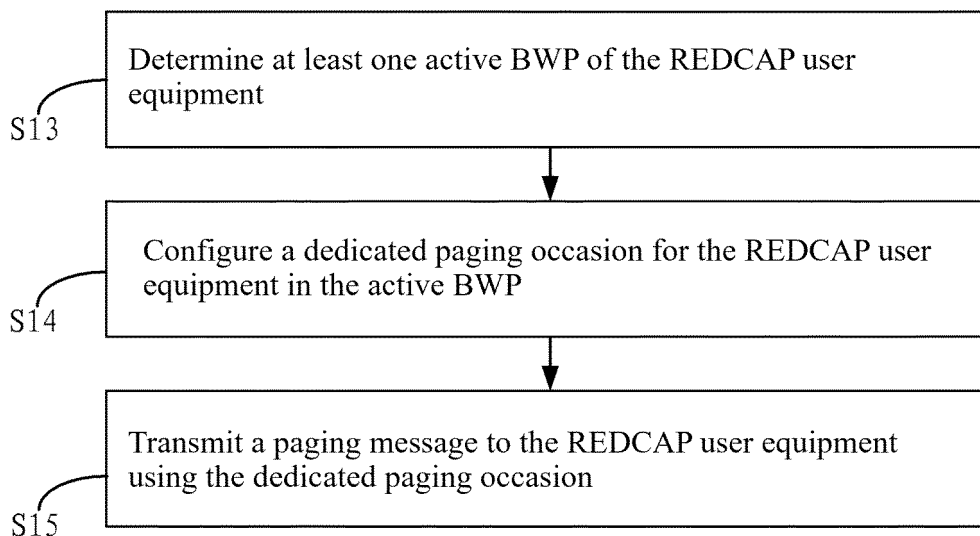 Determine at least one active BWP of the REDCAP user
equipment
S13
Configure a dedicated paging occasion for the REDCAP user
equipment in the active BWP
S14
Transmit a paging message to the REDCAP user equipment
using the dedicated paging occasion
S15